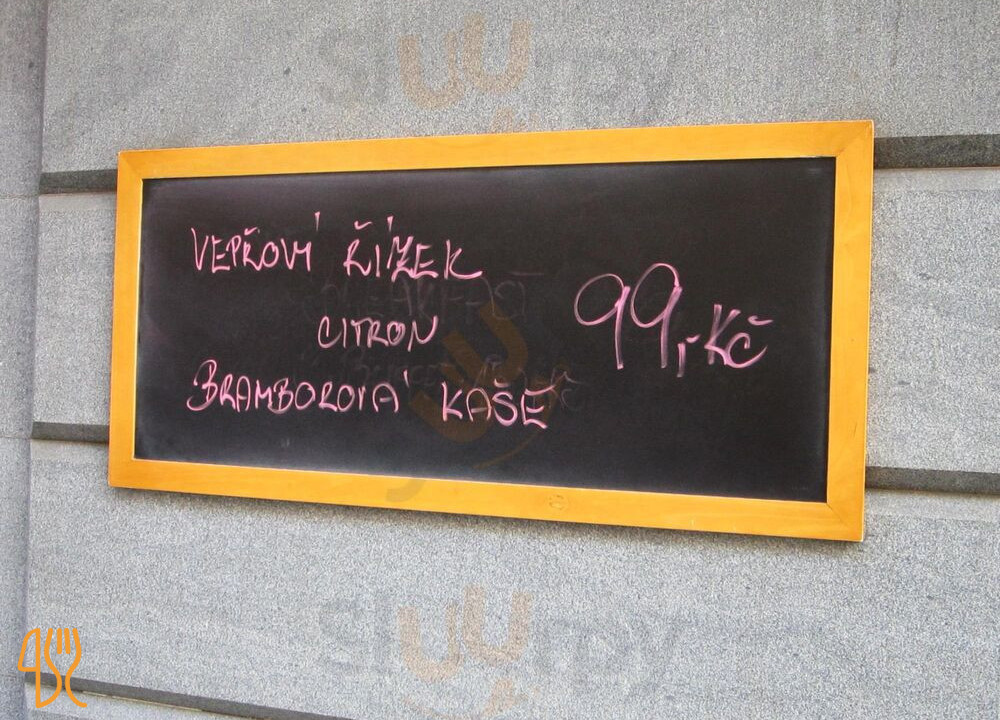 VEPŘOVÝ ŘÍZEK
CITRON
BRAMBOROVÁ KAŠE
99,-Kč